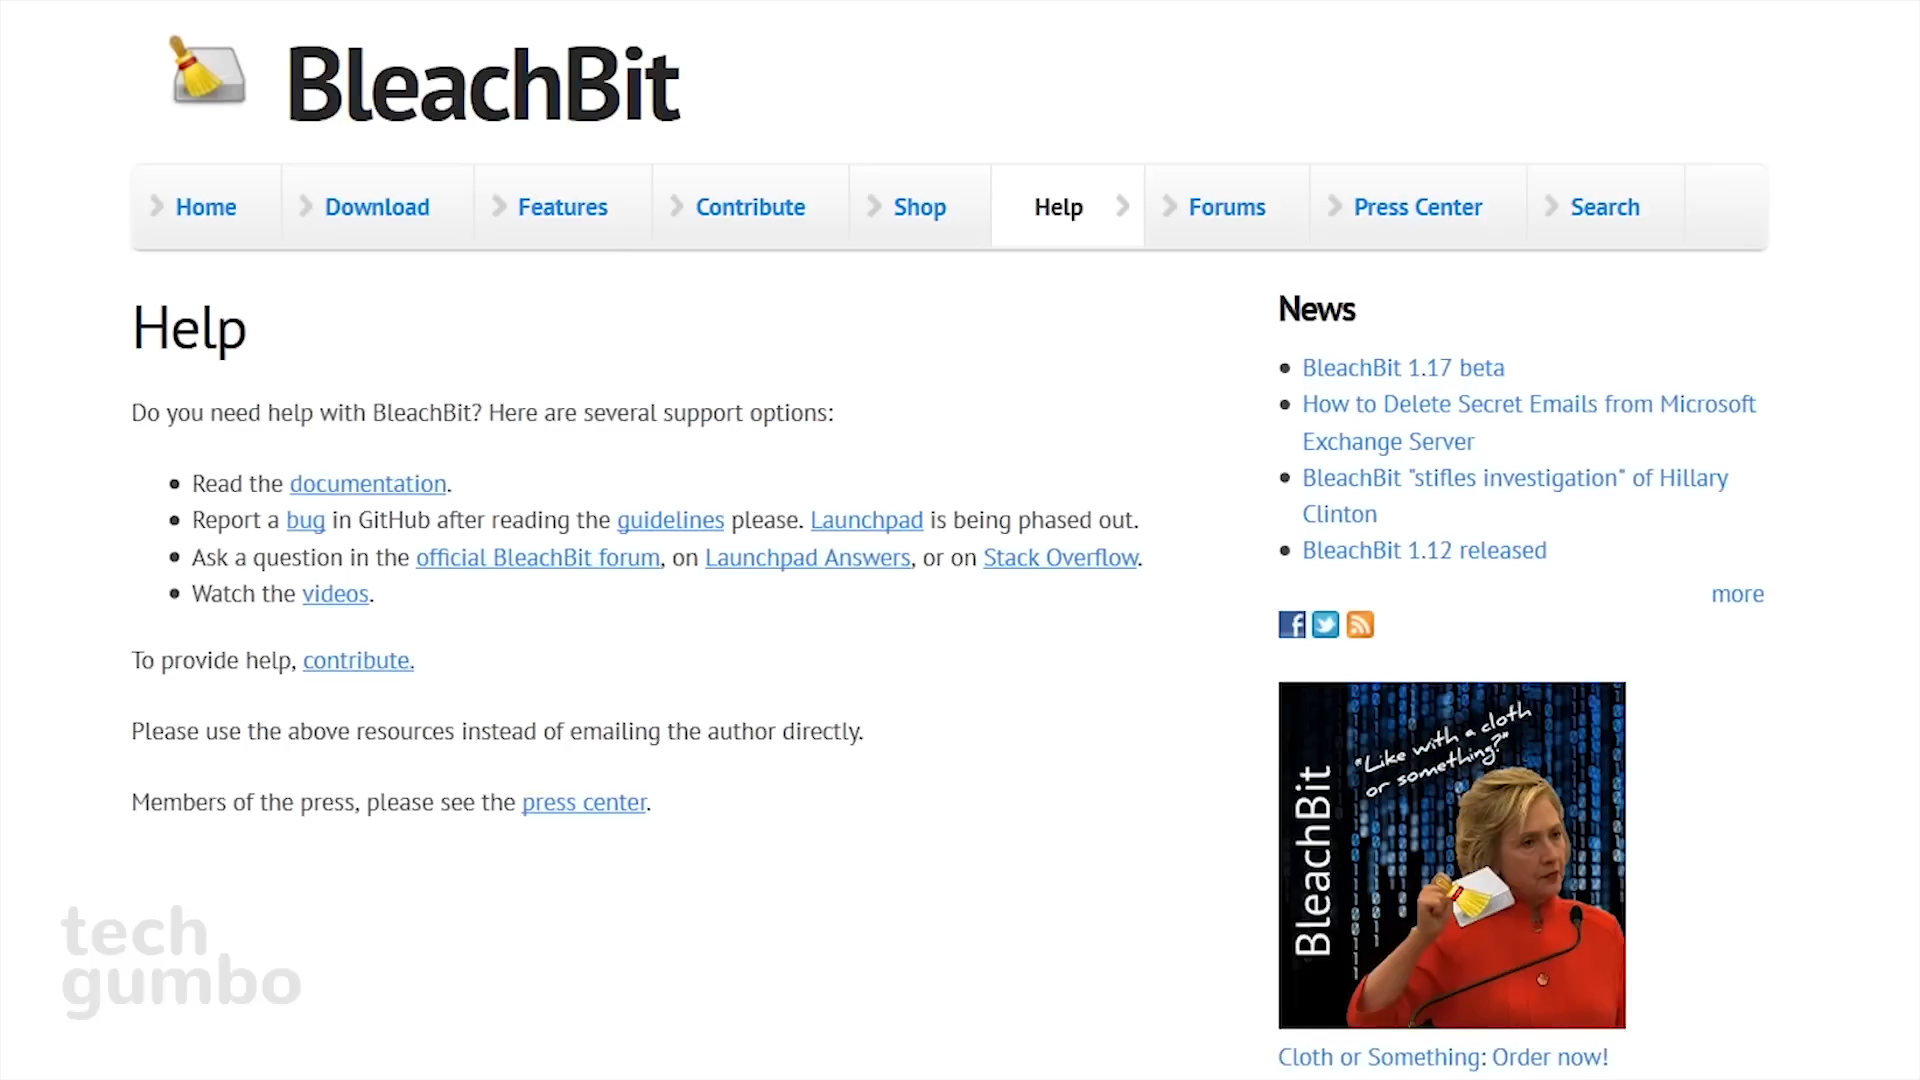 BleachBit
Home
Download
Features
Contribute
Shop
Help
Forums
Press Center
Search
Help
Do you need help with BleachBit? Here are several support options:
Read the documentation.
Report a bug in GitHub after reading the guidelines please. Launchpad is being phased out.
Ask a question in the official BleachBit forum, on Launchpad Answers, or on Stack Overflow.
Watch the videos.
To provide help, contribute.
Please use the above resources instead of emailing the author directly.
Members of the press, please see the press center.
News
BleachBit 1.17 beta
How to Delete Secret Emails from Microsoft
Exchange Server
BleachBit "stifles investigation" of Hillary
Clinton
BleachBit 1.12 released
more
"Like with a cloth
or something?"
BleachBit
Cloth or Something: Order now!
tech
gumbo